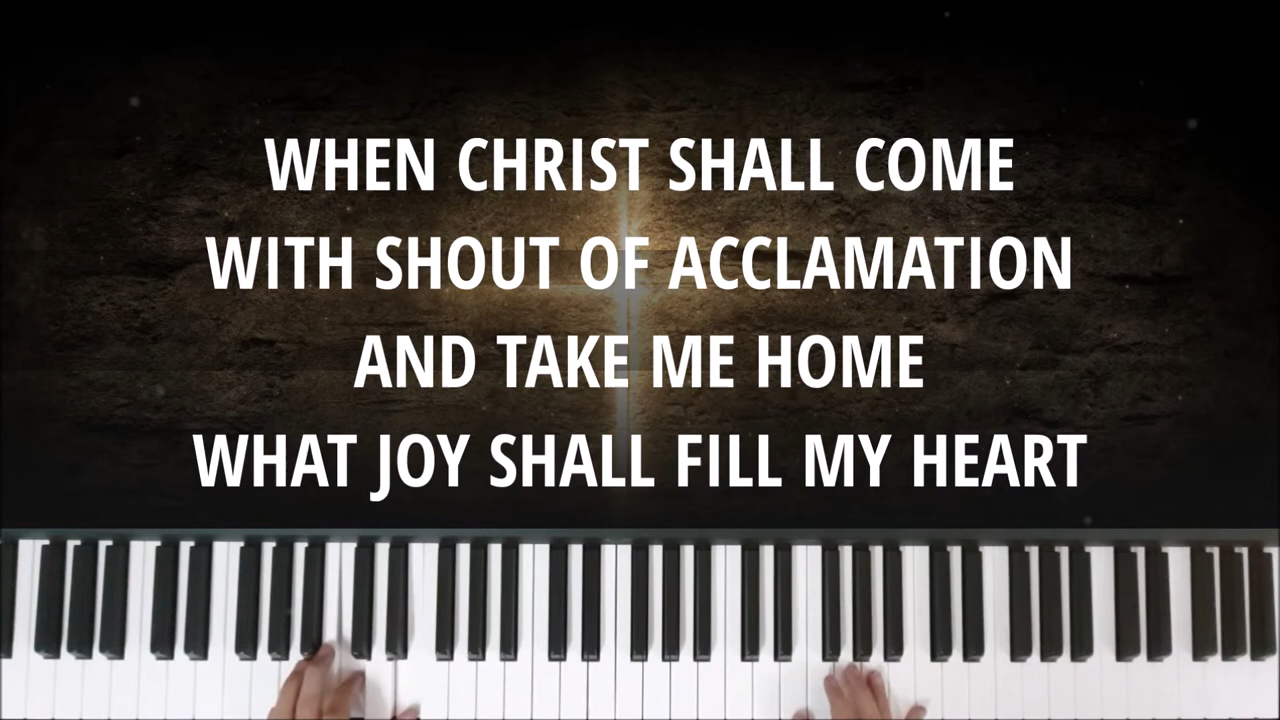 WHEN CHRIST SHALL COME
WITH SHOUT OF ACCLAMATION
AND TAKE ME HOME
WHAT JOY SHALL FILL MY HEART